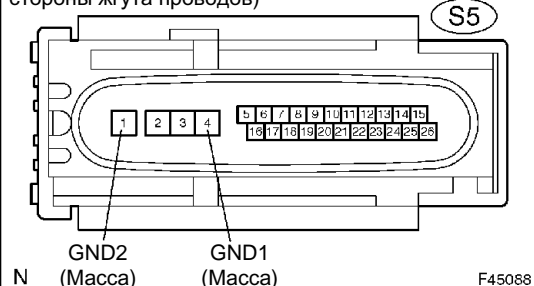 стороны жгута проводов)
S5
1 2 3 4 5 6 7 8 9 10 11 12 13 14 15
16 17 18 19 20 21 22 23 24 25 26
GND2 GND1
N (Масса) (Масса)
F45088